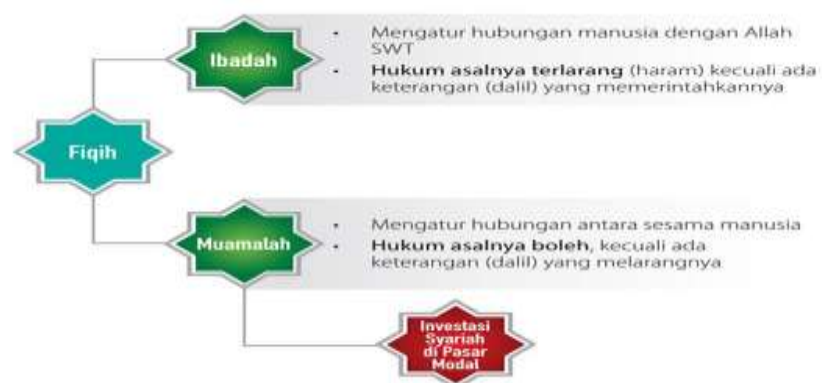 Fiqih
Ibadah
• Mengatur hubungan manusia dengan Allah
SWT
• Hukum asalnya terlarang (haram) kecuali ada
keterangan (dalil) yang memerintahkannya
Muamalah
• Mengatur hubungan antara sesama manusia
• Hukum asalnya boleh, kecuali ada
keterangan (dalil) yang melarangnya
Investasi
Syariah
di Pasar
Modal